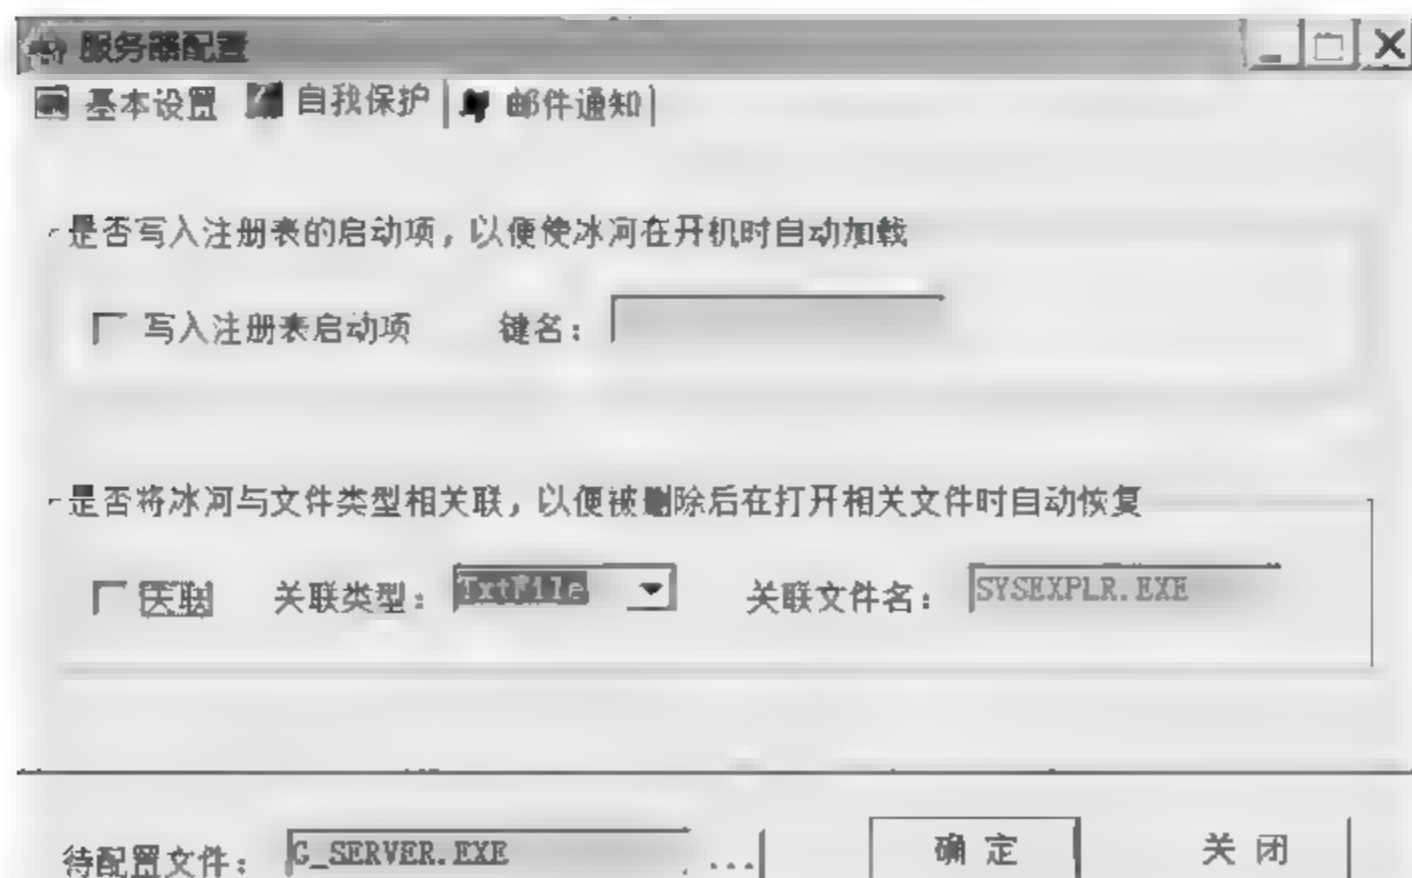 服务器配置
基本设置 自我保护 邮件通知
是否写入注册表的启动项，以便使冰河在开机时自动加载
写入注册表启动项 键名：
是否将冰河与文件类型相关联，以便被删除后在打开相关文件时自动恢复
关联 关联类型： TxtFile 关联文件名： SYSEXPLR.EXE
待配置文件： G_SERVER.EXE ... 确定 关闭